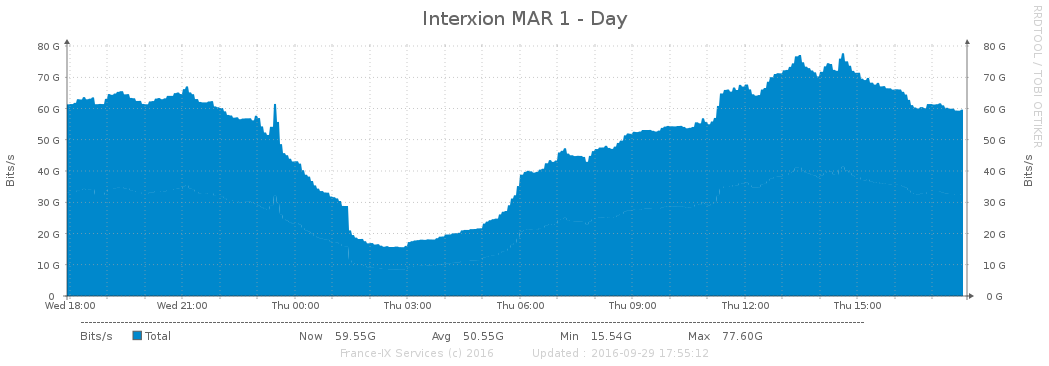 Interxion MAR 1 - Day
RRDTOOL / TOBI OETIKER
Bits/s
80 G 80 G
70 G 70 G
60 G 60 G
50 G 50 G
40 G 40 G
30 G 30 G
20 G 20 G
10 G 10 G
0 0 G
Bits/s
Wed 18:00 Wed 21:00 Thu 00:00 Thu 03:00 Thu 06:00 Thu 09:00 Thu 12:00 Thu 15:00
Bits/s Total Now 59.55G Avg 50.55G Min 15.54G Max 77.60G
France-IX Services (c) 2016 Updated : 2016-09-29 17:55:12